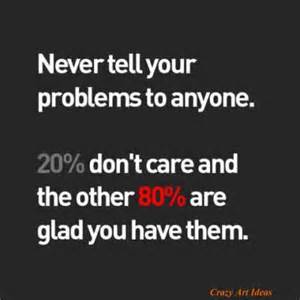 Never tell your
problems to anyone.
20% don't care and
the other 80% are
glad you have them.
Crazy Art Ideas